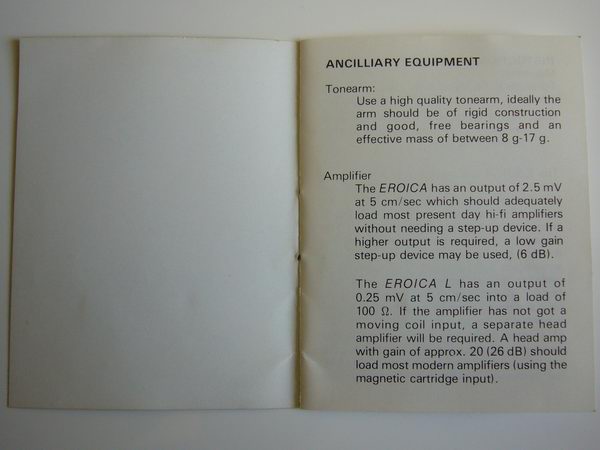 ANCILLIARY EQUIPMENT
Tonearm:
Use a high quality tonearm, ideally the
arm should be of rigid construction
and good, free bearings and an
effective mass of between 8 g-17 g.
Amplifier
The EROICA has an output of 2.5 mV
at 5 cm/sec which should adequately
load most present day hi-fi amplifiers
without needing a step-up device. If a
higher output is required, a low gain
step-up device may be used, (6 dB).
The EROICA L has an output of
0.25 mV at 5 cm/sec into a load of
100 Ω. If the amplifier has not got a
moving coil input, a separate head
amplifier will be required. A head amp
with gain of approx. 20 (26 dB) should
load most modern amplifiers (using the
magnetic cartridge input).